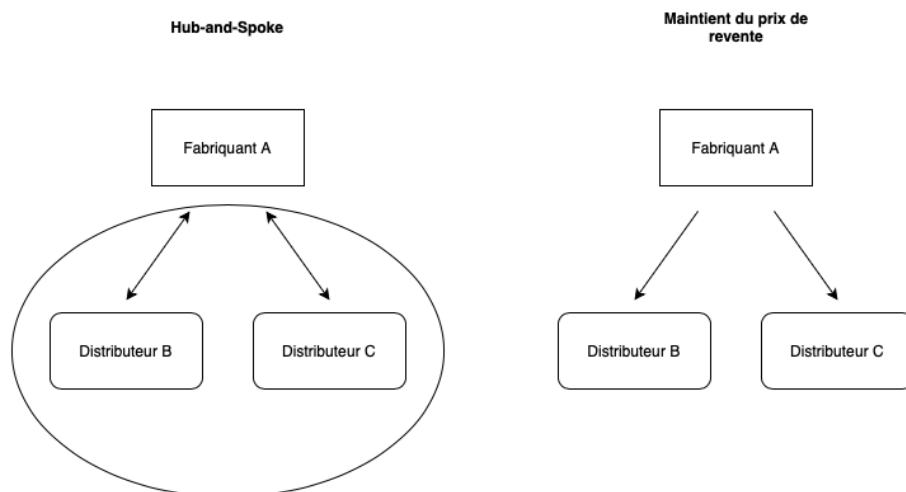 Hub-and-Spoke
Maintient du prix de
revente
Fabriquant A
Fabriquant A
Distributeur B
Distributeur C
Distributeur B
Distributeur C